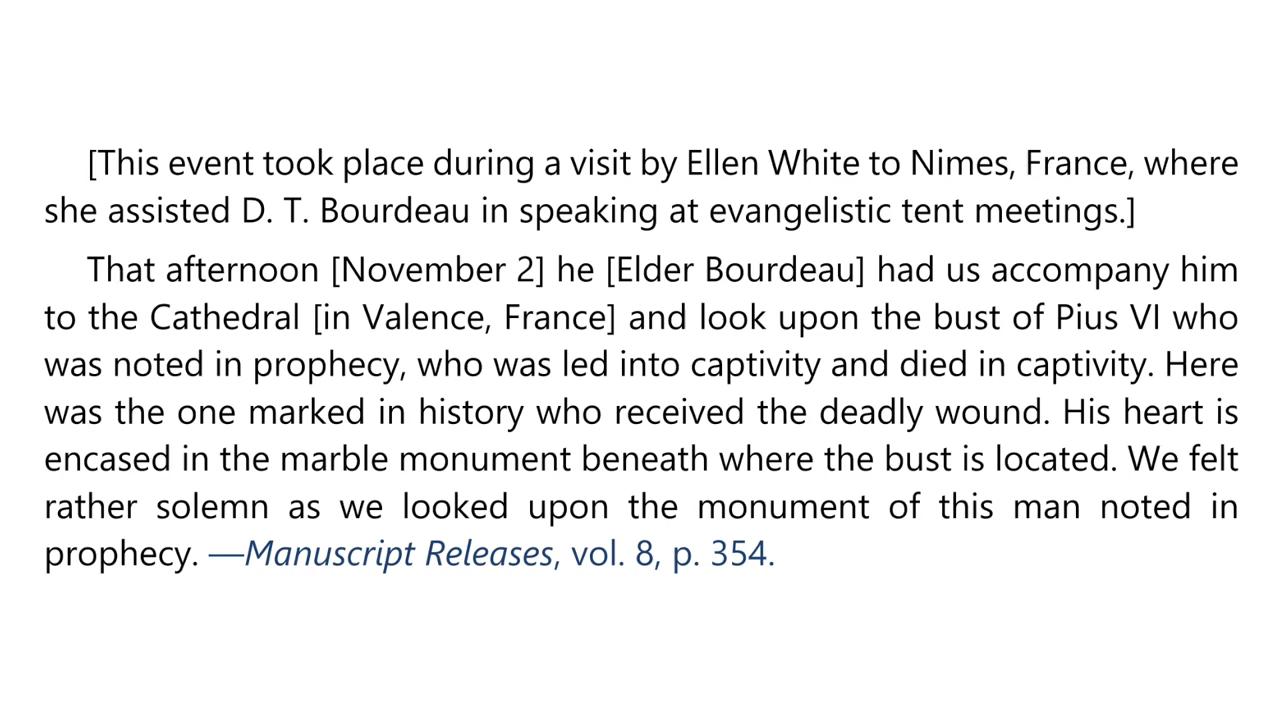 [This event took place during a visit by Ellen White to Nimes, France, where
she assisted D. T. Bourdeau in speaking at evangelistic tent meetings.]
That afternoon [November 2] he [Elder Bourdeau] had us accompany him
to the Cathedral [in Valence, France] and look upon the bust of Pius VI who
was noted in prophecy, who was led into captivity and died in captivity. Here
was the one marked in history who received the deadly wound. His heart is
encased in the marble monument beneath where the bust is located. We felt
rather solemn as we looked upon the monument of this man noted in
prophecy. —Manuscript Releases, vol. 8, p. 354.